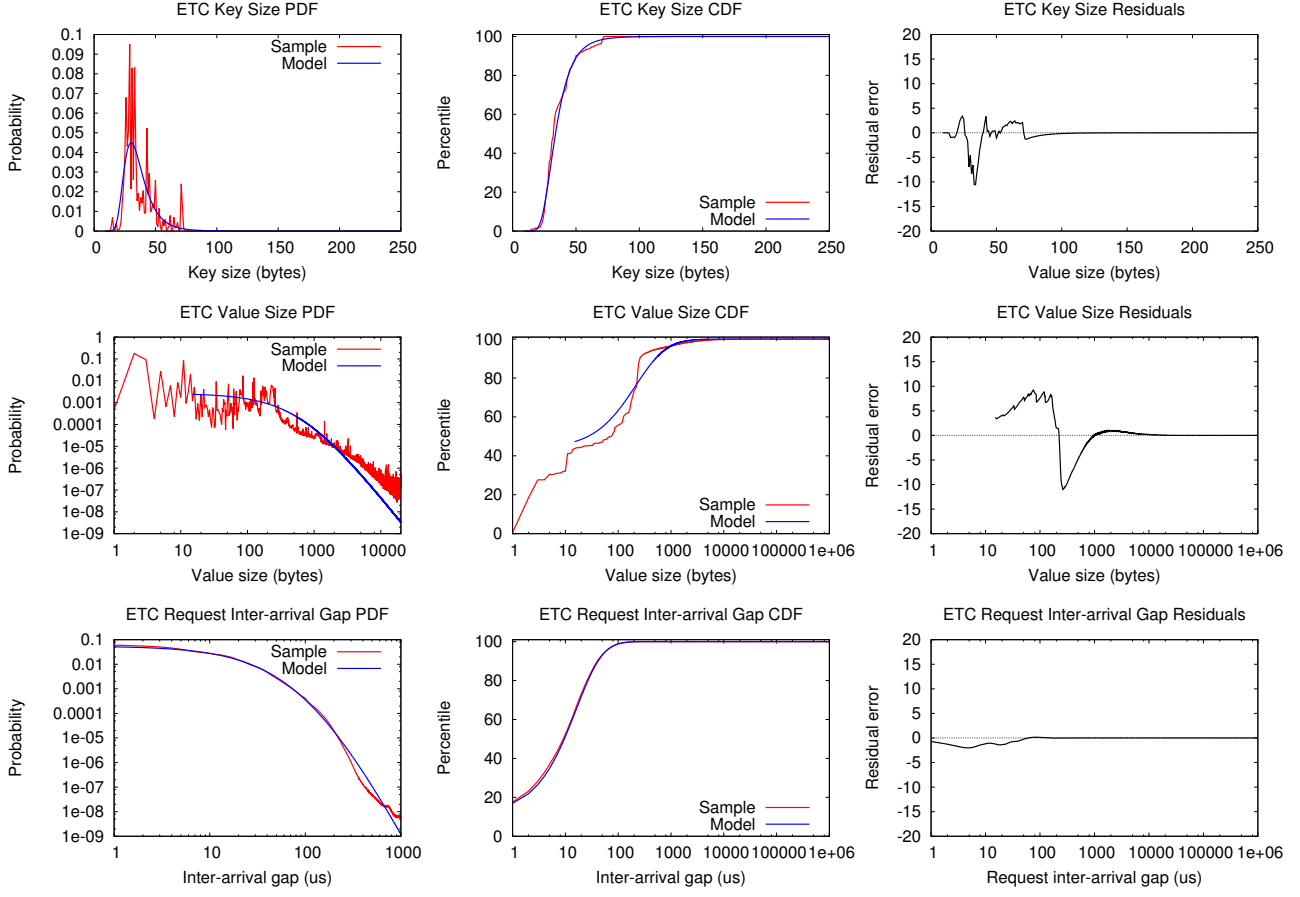 ETC Key Size PDF
Probability
0.1
0.09
0.08
0.07
0.06
0.05
0.04
0.03
0.02
0.01
0
Sample
Model
0 50 100 150 200 250
Key size (bytes)
ETC Key Size CDF
Percentile
100
80
60
40
20
0
Sample
Model
0 50 100 150 200 250
Key size (bytes)
ETC Key Size Residuals
Residual error
20
15
10
5
0
-5
-10
-15
-20
0 50 100 150 200 250
Value size (bytes)
ETC Value Size PDF
Probability
1
0.1
0.01
0.001
0.0001
1e-05
1e-06
1e-07
1e-08
1e-09
Sample
Model
1 10 100 1000 10000
Value size (bytes)
ETC Value Size CDF
Percentile
100
80
60
40
20
0
Sample
Model
1 10 100 1000 10000 100000 1e+06
Value size (bytes)
ETC Value Size Residuals
Residual error
20
15
10
5
0
-5
-10
-15
-20
1 10 100 1000 10000 100000 1e+06
Value size (bytes)
ETC Request Inter-arrival Gap PDF
Probability
0.1
0.01
0.001
0.0001
1e-05
1e-06
1e-07
1e-08
1e-09
Sample
Model
1 10 100 1000
Inter-arrival gap (us)
ETC Request Inter-arrival Gap CDF
Percentile
100
80
60
40
20
0
Sample
Model
1 10 100 1000 10000 100000 1e+06
Inter-arrival gap (us)
ETC Request Inter-arrival Gap Residuals
Residual error
20
15
10
5
0
-5
-10
-15
-20
1 10 100 1000 10000 100000 1e+06
Request inter-arrival gap (us)